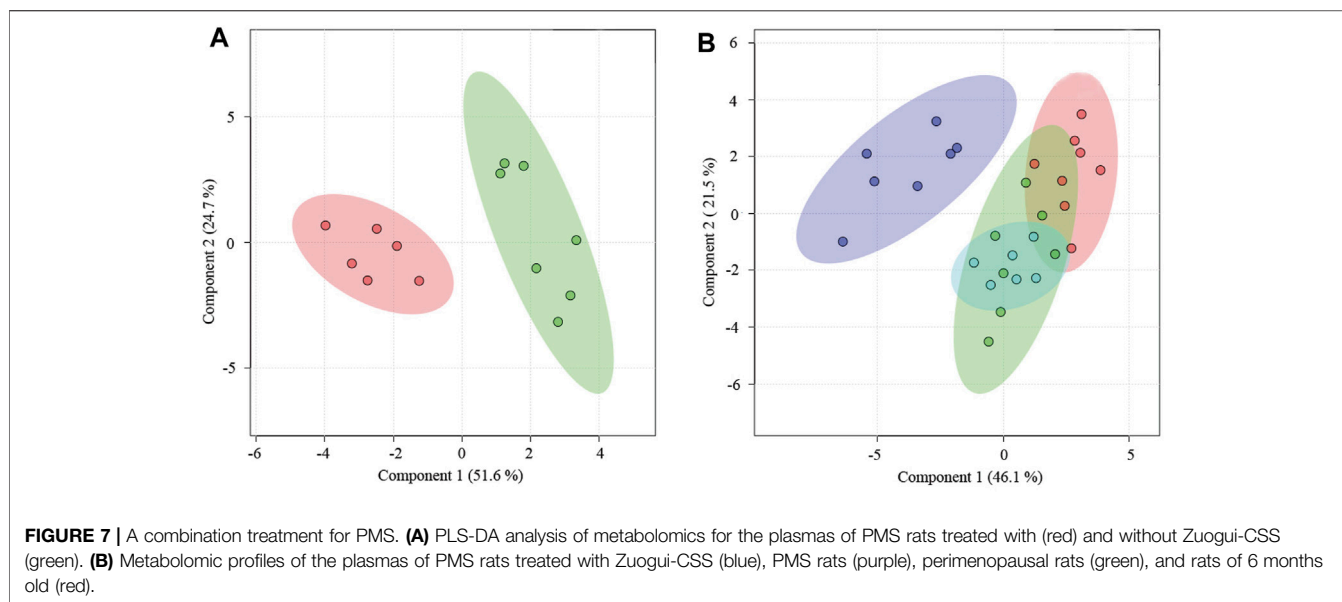 A
B
5
0
-5
Component 2 (24.7 %)
-6
-4
-2
0
2
4
Component 1 (51.6 %)
6
4
2
0
-2
-4
-6
Component 2 ( 21.5 %)
-5
0
5
Component 1 (46.1 %)
FIGURE 7 | A combination treatment for PMS. (A) PLS-DA analysis of metabolomics for the plasmas of PMS rats treated with (red) and without Zuogui-CSS
(green). (B) Metabolomic profiles of the plasmas of PMS rats treated with Zuogui-CSS (blue), PMS rats (purple), perimenopausal rats (green), and rats of 6 months
old (red).